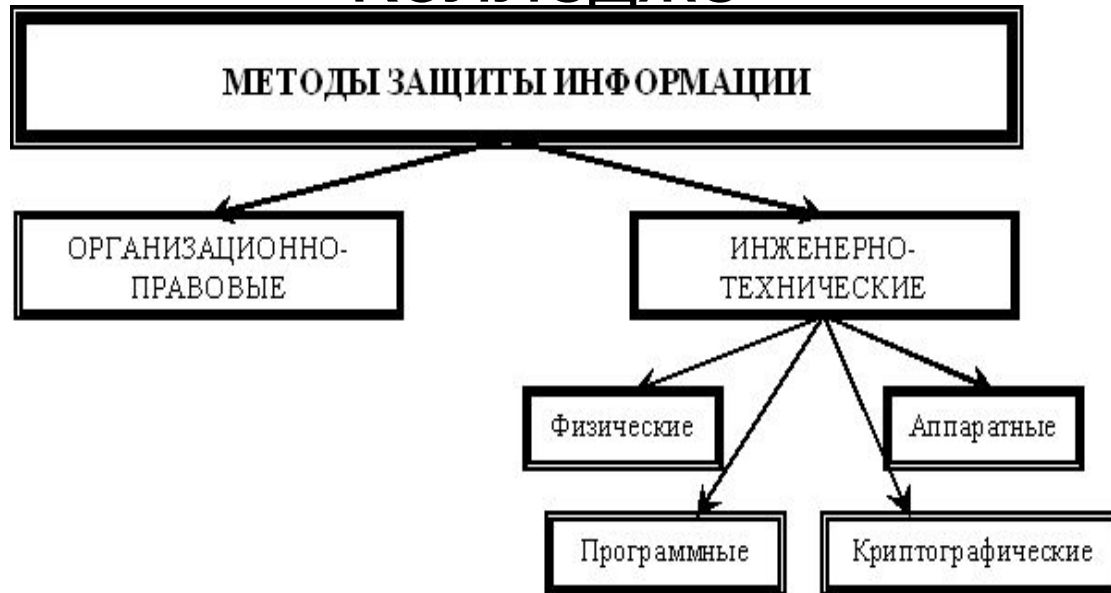 МЕТОДЫ ЗАЩИТЫ ИНФОРМАЦИИ
ОРГАНИЗАЦИОННО-
ПРАВОВЫЕ
ИНЖЕНЕРНО-
ТЕХНИЧЕСКИЕ
Физические
Аппаратные
Программные
Криптографические